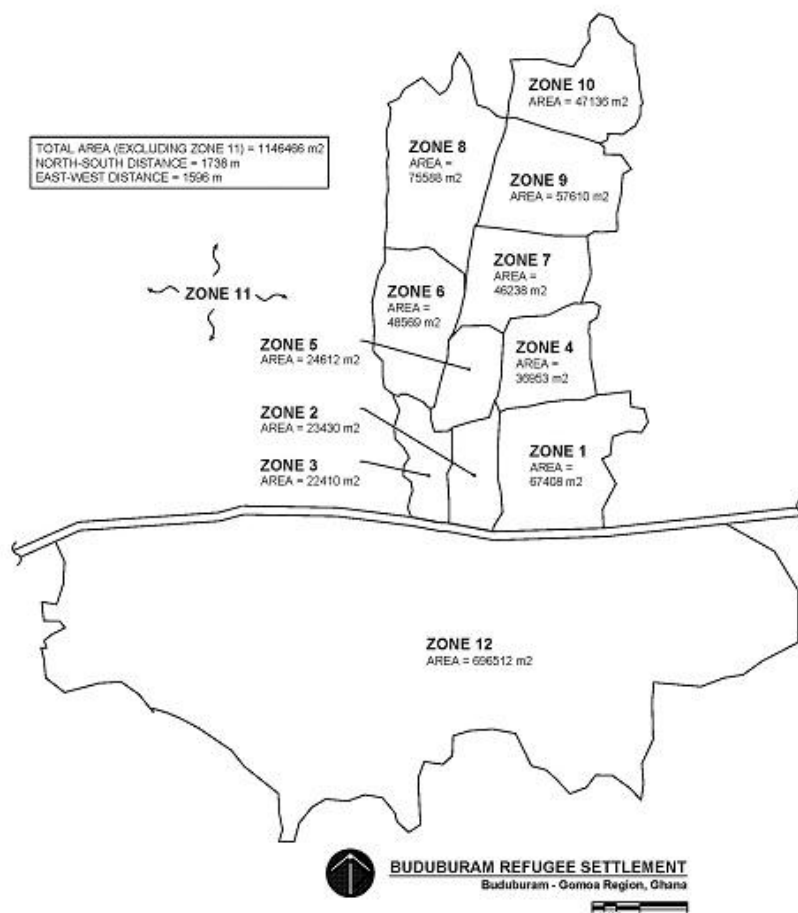 ZONE 10
AREA = 47136 m2
TOTAL AREA (EXCLUDING ZONE 11) = 1146466 m2
NORTH-SOUTH DISTANCE = 1738 m
EAST-WEST DISTANCE = 1596 m
ZONE 8
AREA =
75588 m2
ZONE 9
AREA = 57610 m2
ZONE 7
AREA =
46238 m2
ZONE 11
ZONE 6
AREA =
48569 m2
ZONE 5
AREA = 24612 m2
ZONE 4
AREA =
36953 m2
ZONE 2
AREA = 23430 m2
ZONE 3
AREA = 22410 m2
ZONE 1
AREA =
67408 m2
ZONE 12
AREA = 696512 m2
BUDUBURAM REFUGEE SETTLEMENT
Buduburam - Gomoa Region, Ghana